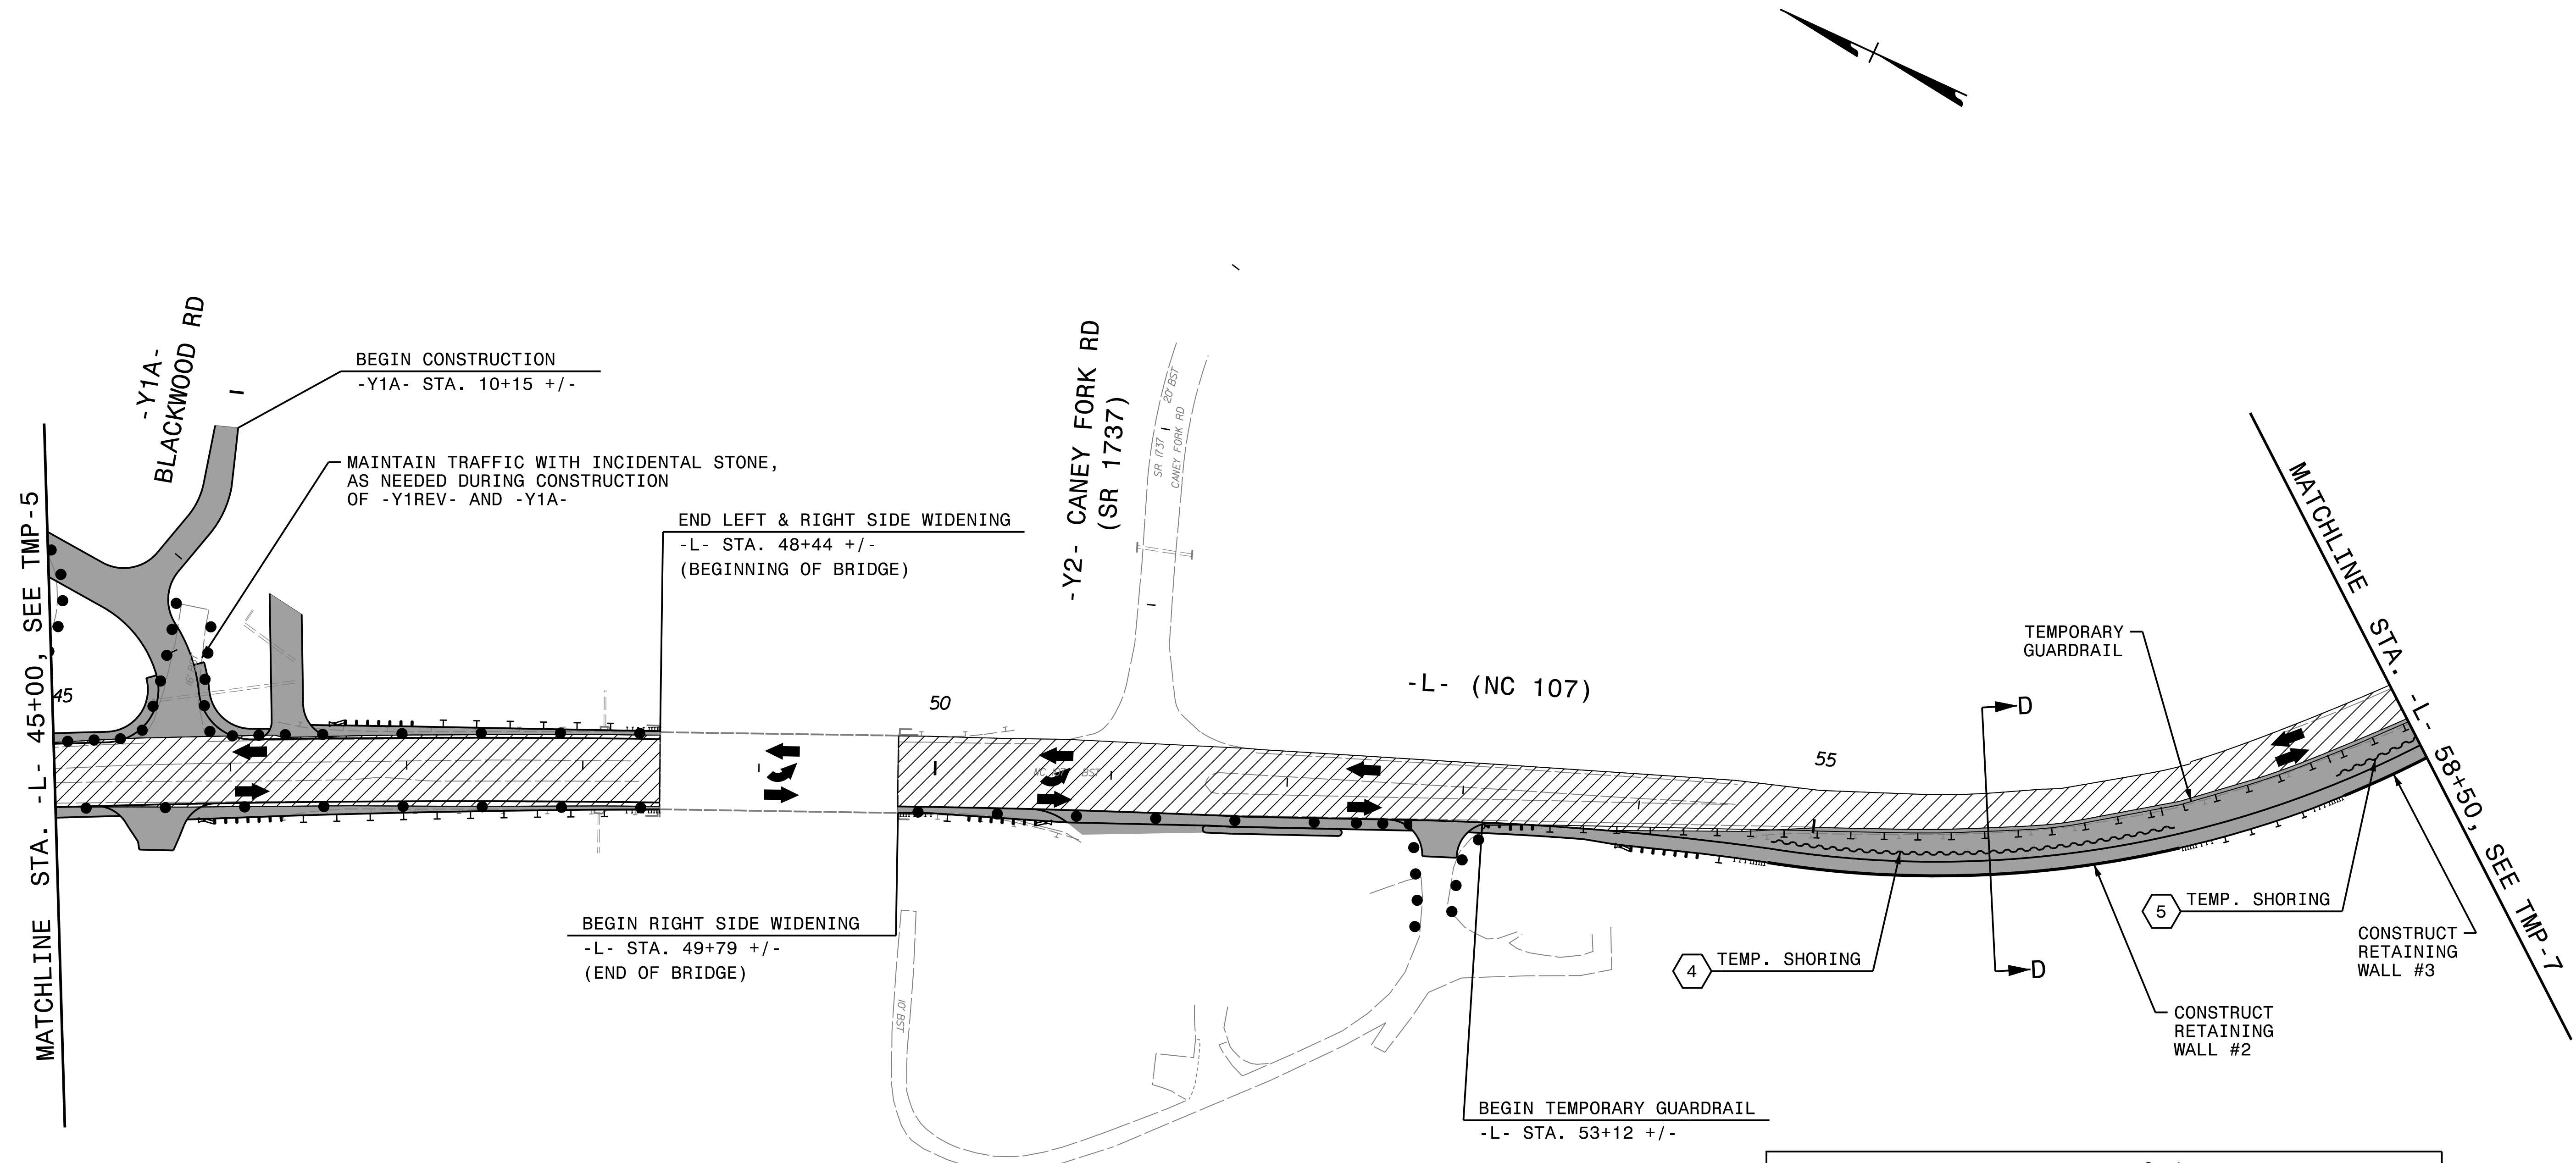 -Y1A-
BLACKWOOD RD
BEGIN CONSTRUCTION
-Y1A- STA. 10+15 +/-
MAINTAIN TRAFFIC WITH INCIDENTAL STONE,
AS NEEDED DURING CONSTRUCTION
OF -Y1REV- AND -Y1A-
END LEFT & RIGHT SIDE WIDENING
-L- STA. 48+44 +/-
(BEGINNING OF BRIDGE)
-Y2- CANEY FORK RD
(SR 1737)
20' BST
SR 1737
CANEY FORK RD
MATCHLINE STA. -L- 45+00, SEE TMP-5
45
50
-L- (NC 107)
55
TEMPORARY
GUARDRAIL
D
D
MATCHLINE STA. -L- 58+50, SEE TMP-7
BST
BEGIN RIGHT SIDE WIDENING
-L- STA. 49+79 +/-
(END OF BRIDGE)
10' BST
4
TEMP. SHORING
5
TEMP. SHORING
CONSTRUCT
RETAINING
WALL #3
CONSTRUCT
RETAINING
WALL #2
BEGIN TEMPORARY GUARDRAIL
-L- STA. 53+12 +/-